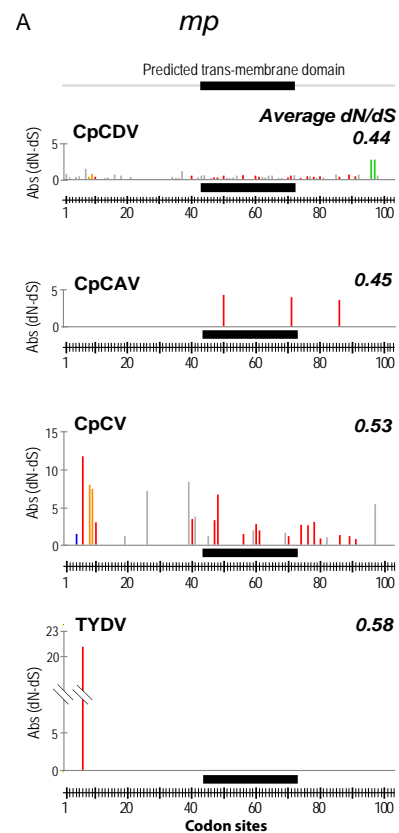 A mp
Predicted trans-membrane domain
Average dN/dS
CpCDV 0.44
Abs (dN-dS)
5
0
1 20 40 60 80 100
CpCAV 0.45
Abs (dN-dS)
5
0
1 20 40 60 80 100
CpCV 0.53
Abs (dN-dS)
15
10
5
0
1 20 40 60 80 100
TYDV 0.58
Abs (dN-dS)
23
20
5
0
1 20 40 60 80 100
Codon sites